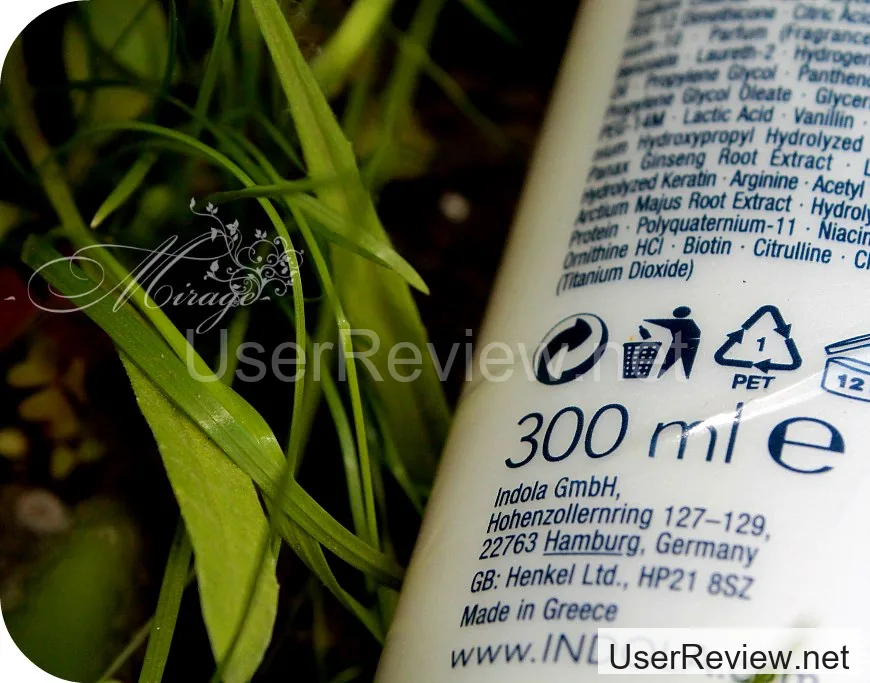 Dimethicone · Citric Acid
Parfum (Fragrance
Laureth-2 · Hydrogen
Propylene Glycol · Panthen
Propylene Glycol Oleate · Glycer
PEG-14M · Lactic Acid · Vanillin ·
Hydroxypropyl Hydrolyzed
Panax Ginseng Root Extract · L
Hydrolyzed Keratin · Arginine · Acetyl
Arctium Majus Root Extract · Hydroly
Protein · Polyquaternium-11 · Niacin
Ornithine HCl · Biotin · Citrulline ·
(Titanium Dioxide)
Mirage
UserReview.net
1
PET
12
300 ml e
Indola GmbH,
Hohenzollernring 127–129,
22763 Hamburg, Germany
GB: Henkel Ltd., HP21 8SZ
Made in Greece
www.INDOL
UserReview.net